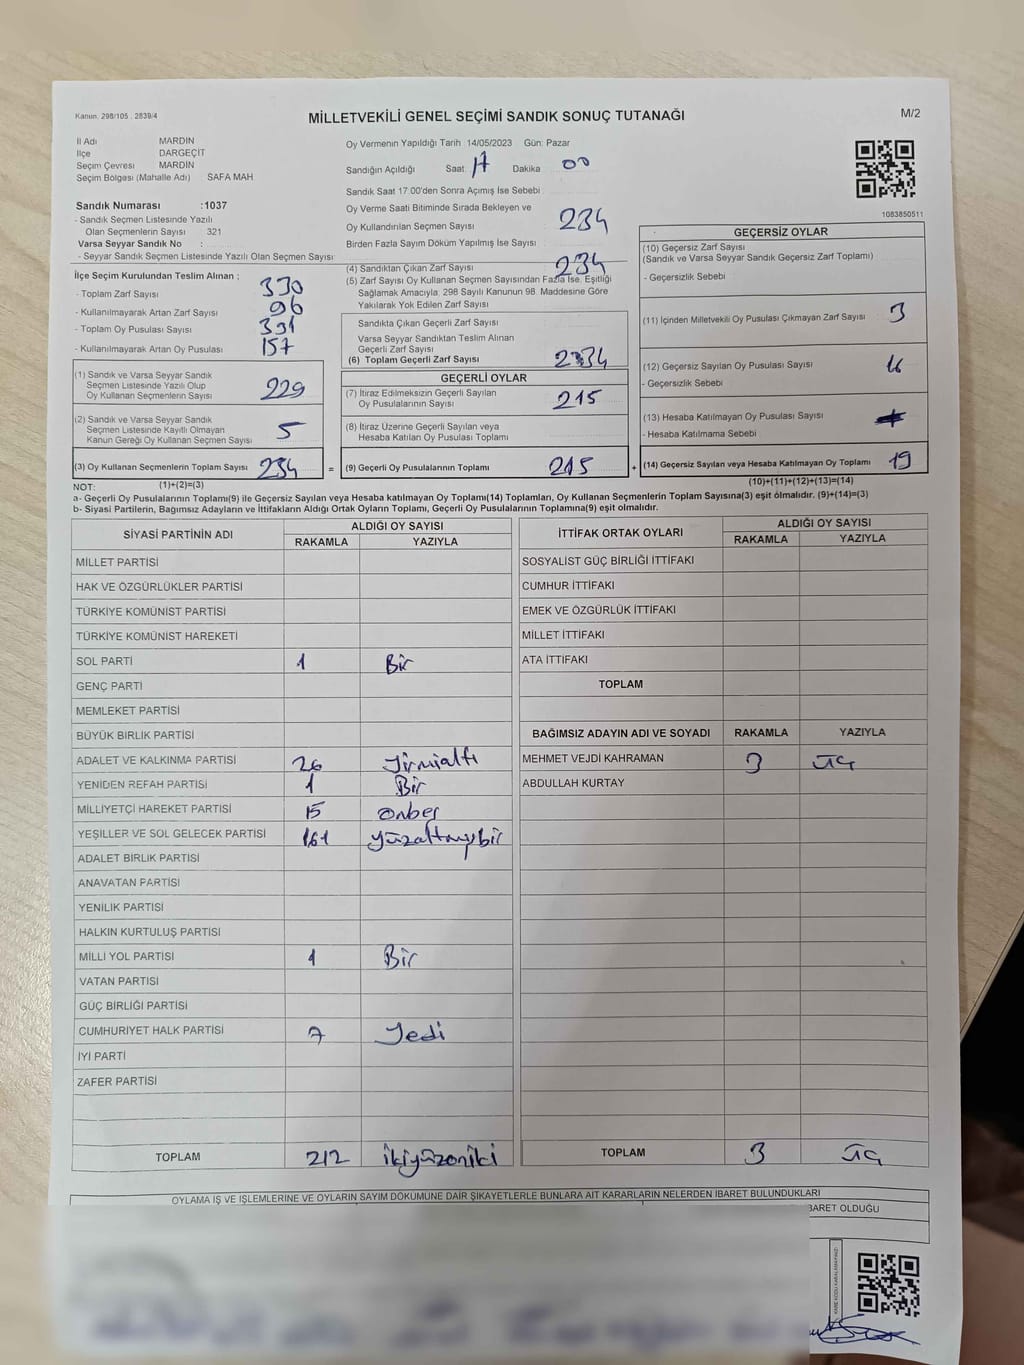 Kanun. 298/105 . 2839/4
MİLLETVEKİLİ GENEL SEÇİMİ SANDIK SONUÇ TUTANAĞI
M/2
İl Adı MARDİN
İlçe DARGEÇİT
Seçim Çevresi MARDİN
Seçim Bölgesi (Mahalle Adı) SAFA MAH
Sandık Numarası :1037
- Sandık Seçmen Listesinde Yazılı
Olan Seçmenlerin Sayısı 321
Varsa Seyyar Sandık No :
- Seyyar Sandık Seçmen Listesinde Yazılı Olan Seçmen Sayısı :
Oy Vermenin Yapıldığı Tarih 14/05/2023 Gün: Pazar
Sandığın Açıldığı Saat 17 Dakika 00
Sandık Saat 17:00'den Sonra Açımış İse Sebebi :
Oy Verme Saati Bitiminde Sırada Bekleyen ve
Oy Kullandırılan Seçmen Sayısı 234
Birden Fazla Sayım Döküm Yapılmış İse Sayısı :
1083850511
İlçe Seçim Kurulundan Teslim Alınan :
- Toplam Zarf Sayısı 330
- Kullanılmayarak Artan Zarf Sayısı 96
- Toplam Oy Pusulası Sayısı 391
- Kullanılmayarak Artan Oy Pusulası 157
(1) Sandık ve Varsa Seyyar Sandık
Seçmen Listesinde Yazılı Olup
Oy Kullanan Seçmenlerin Sayısı 229
(2) Sandık ve Varsa Seyyar Sandık
Seçmen Listesinde Kayıtlı Olmayan
Kanun Gereği Oy Kullanan Seçmen Sayısı 5
(3) Oy Kullanan Seçmenlerin Toplam Sayısı 234
(4) Sandıktan Çıkan Zarf Sayısı 234
(5) Zarf Sayısı Oy Kullanan Seçmen Sayısından Fazla İse, Eşitliği
Sağlamak Amacıyla, 298 Sayılı Kanunun 98. Maddesine Göre
Yakılarak Yok Edilen Zarf Sayısı
Sandıkta Çıkan Geçerli Zarf Sayısı
Varsa Seyyar Sandıktan Teslim Alınan
Geçerli Zarf Sayısı
(6) Toplam Geçerli Zarf Sayısı 234
GEÇERLİ OYLAR
(7) İtiraz Edilmeksizin Geçerli Sayılan
Oy Pusulalarının Sayısı 215
(8) İtiraz Üzerine Geçerli Sayılan veya
Hesaba Katılan Oy Pusulası Toplamı
= (9) Geçerli Oy Pusulalarının Toplamı 215
GEÇERSİZ OYLAR
(10) Geçersiz Zarf Sayısı
(Sandık ve Varsa Seyyar Sandık Geçersiz Zarf Toplamı)
- Geçersizlik Sebebi
(11) İçinden Milletvekili Oy Pusulası Çıkmayan Zarf Sayısı 3
(12) Geçersiz Sayılan Oy Pusulası Sayısı 16
- Geçersizlik Sebebi
(13) Hesaba Katılmayan Oy Pusulası Sayısı
- Hesaba Katılmama Sebebi
+ (14) Geçersiz Sayılan veya Hesaba Katılmayan Oy Toplamı 19
NOT: (1)+(2)=(3)
(10)+(11)+(12)+(13)=(14)
a- Geçerli Oy Pusulalarının Toplamı(9) ile Geçersiz Sayılan veya Hesaba katılmayan Oy Toplamı(14) Toplamları, Oy Kullanan Seçmenlerin Toplam Sayısına(3) eşit olmalıdır. (9)+(14)=(3)
b- Siyasi Partilerin, Bağımsız Adayların ve İttifakların Aldığı Ortak Oyların Toplamı, Geçerli Oy Pusulalarının Toplamına(9) eşit olmalıdır.
SİYASİ PARTİNİN ADI ALDIĞI OY SAYISI
RAKAMLA YAZIYLA
MİLLET PARTİSİ
HAK VE ÖZGÜRLÜKLER PARTİSİ
TÜRKİYE KOMÜNİST PARTİSİ
TÜRKİYE KOMÜNİST HAREKETİ
SOL PARTİ 1 Bir
GENÇ PARTİ
MEMLEKET PARTİSİ
BÜYÜK BİRLİK PARTİSİ
ADALET VE KALKINMA PARTİSİ 26 Yirmialtı
YENİDEN REFAH PARTİSİ 1 Bir
MİLLİYETÇİ HAREKET PARTİSİ 15 onbeş
YEŞİLLER VE SOL GELECEK PARTİSİ 161 yüzaltmışbir
ADALET BİRLİK PARTİSİ
ANAVATAN PARTİSİ
YENİLİK PARTİSİ
HALKIN KURTULUŞ PARTİSİ
MİLLİ YOL PARTİSİ 1 Bir
VATAN PARTİSİ
GÜÇ BİRLİĞİ PARTİSİ
CUMHURİYET HALK PARTİSİ 7 Yedi
İYİ PARTİ
ZAFER PARTİSİ
TOPLAM 212 ikiyüzoniki
İTTİFAK ORTAK OYLARI ALDIĞI OY SAYISI
RAKAMLA YAZIYLA
SOSYALİST GÜÇ BİRLİĞİ İTTİFAKI
CUMHUR İTTİFAKI
EMEK VE ÖZGÜRLÜK İTTİFAKI
MİLLET İTTİFAKI
ATA İTTİFAKI
TOPLAM
BAĞIMSIZ ADAYIN ADI VE SOYADI RAKAMLA YAZIYLA
MEHMET VEJDİ KAHRAMAN 3 üç
ABDULLAH KURTAY
TOPLAM 3 üç
OYLAMA İŞ VE İŞLEMLERİNE VE OYLARIN SAYIM DÖKÜMÜNE DAİR ŞİKAYETLERLE BUNLARA AİT KARARLARIN NELERDEN İBARET BULUNDUKLARI
BARET OLDUĞU